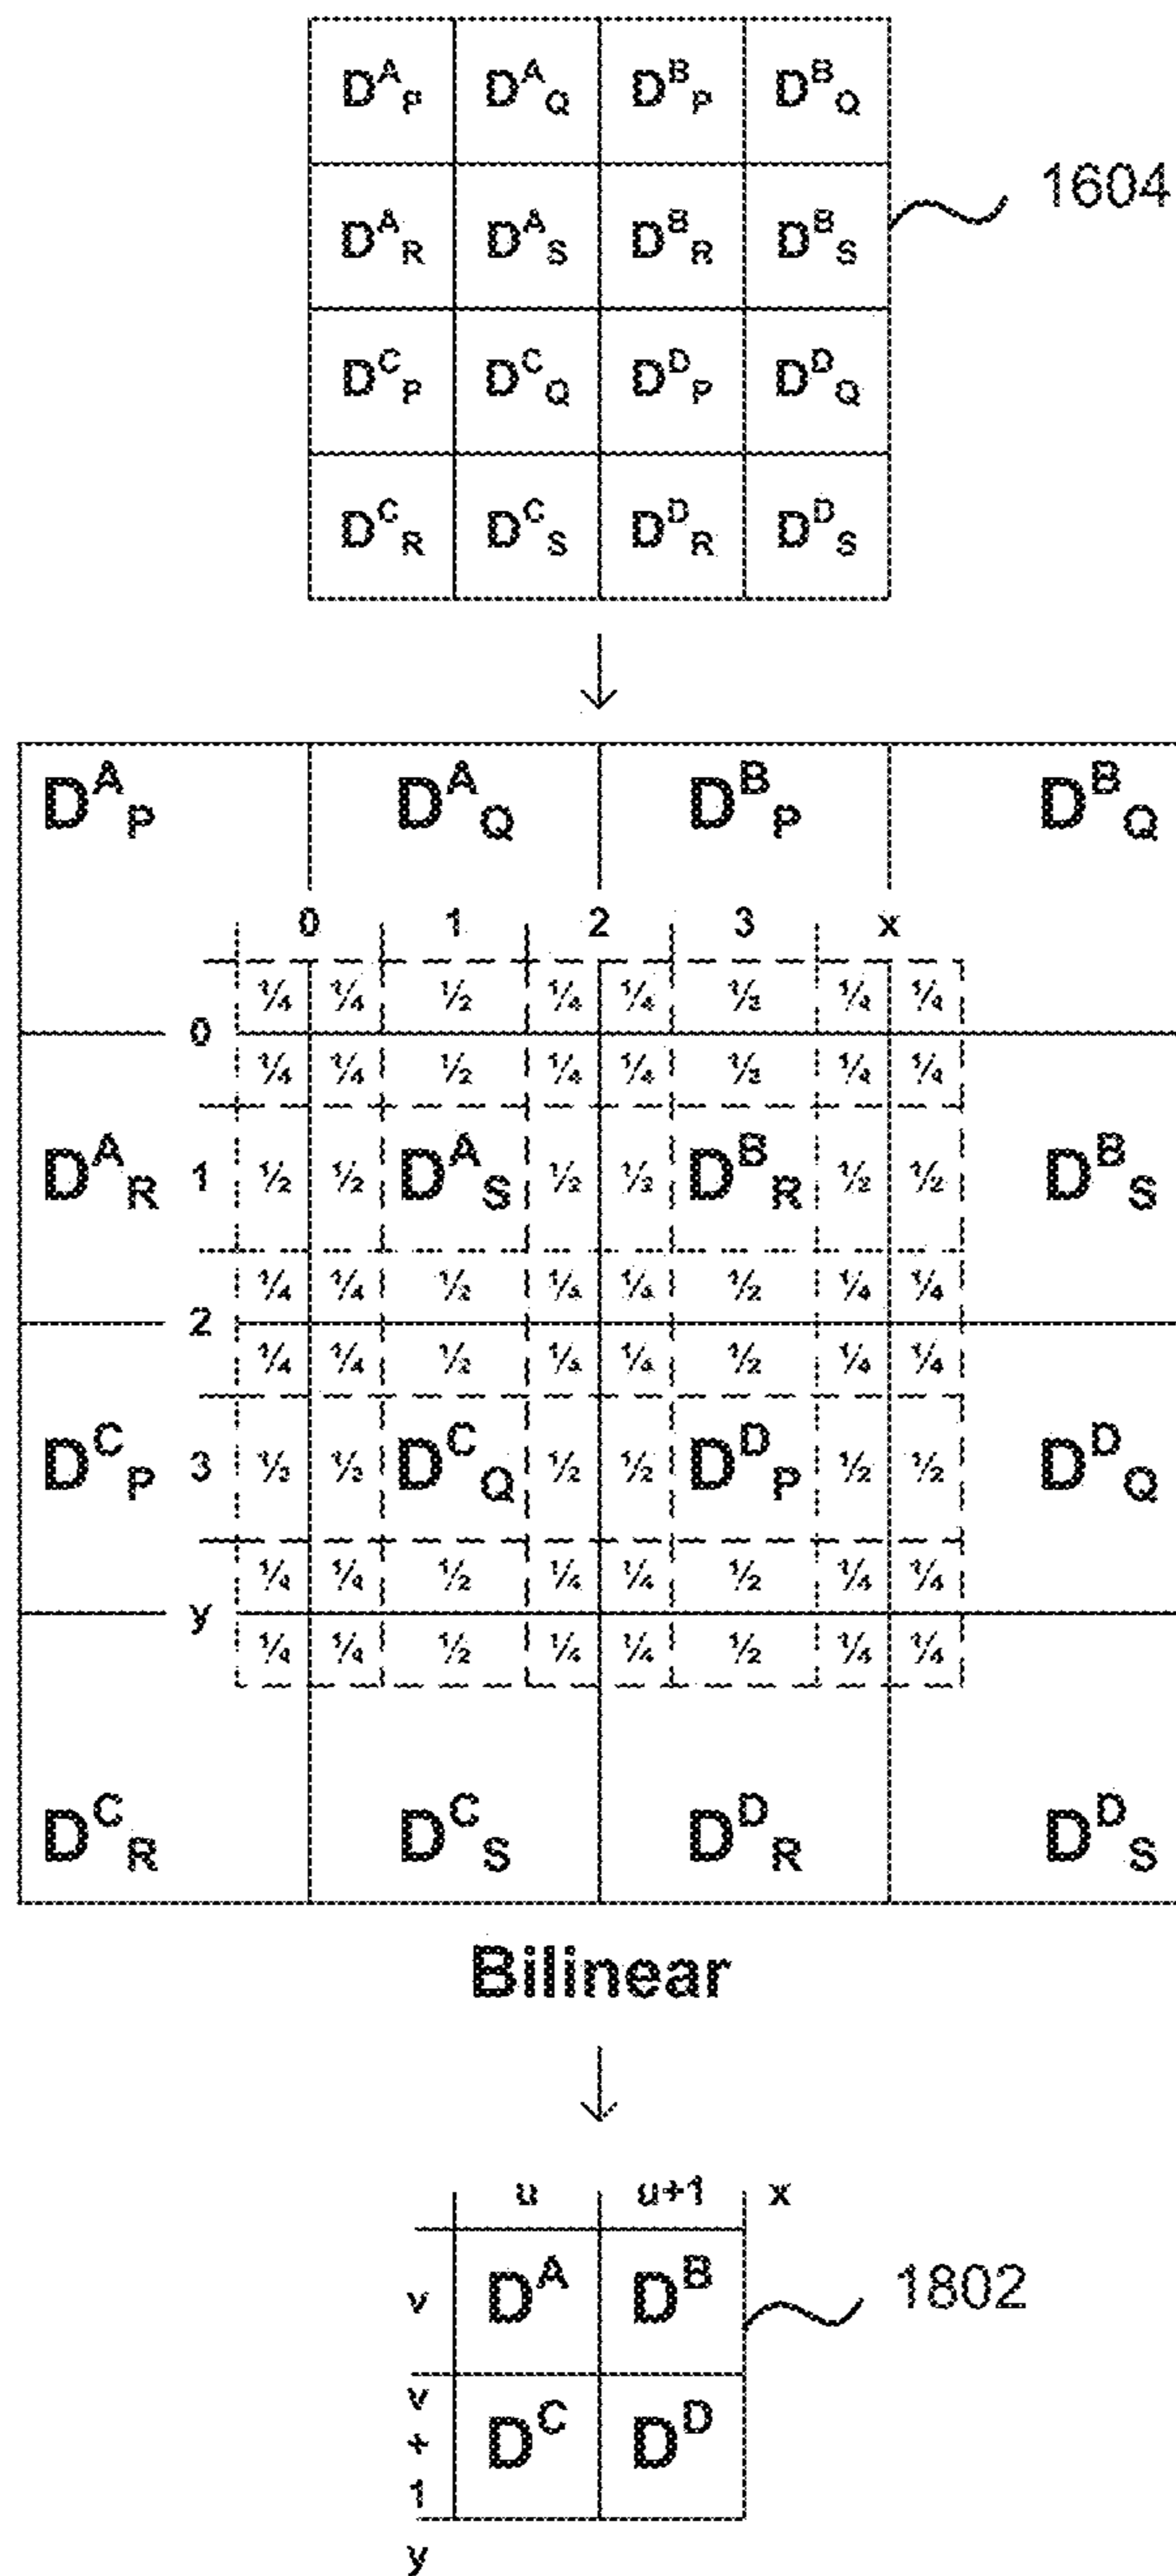 D^A_P D^A_Q D^B_P D^B_Q
1604
D^A_R D^A_S D^B_R D^B_S
D^C_P D^C_Q D^D_P D^D_Q
D^C_R D^C_S D^D_R D^D_S
D^A_P D^A_Q D^B_P D^B_Q
0 1 2 3 x
¼ ¼ ½ ¼ ¼ ½ ¼ ¼
0
¼ ¼ ½ ¼ ¼ ½ ¼ ¼
D^A_R 1 ½ ½ D^A_S ½ ½ D^B_R ½ ½ D^B_S
¼ ¼ ½ ¼ ¼ ½ ¼ ¼
2
¼ ¼ ½ ¼ ¼ ½ ¼ ¼
D^C_P 3 ½ ½ D^C_Q ½ ½ D^D_P ½ ½ D^D_Q
¼ ¼ ½ ¼ ¼ ½ ¼ ¼
y
¼ ¼ ½ ¼ ¼ ½ ¼ ¼
D^C_R D^C_S D^D_R D^D_S
Bilinear
u u+1 x
v D^A D^B
1802
v+1 D^C D^D
y